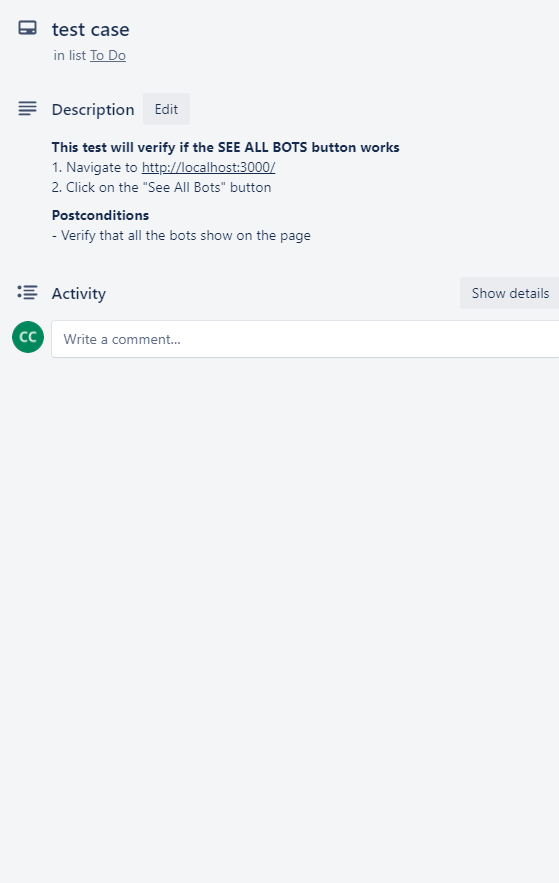 test case
in list To Do
Description Edit
This test will verify if the SEE ALL BOTS button works
1. Navigate to http://localhost:3000/
2. Click on the "See All Bots" button
Postconditions
- Verify that all the bots show on the page
Activity Show details
CC Write a comment...